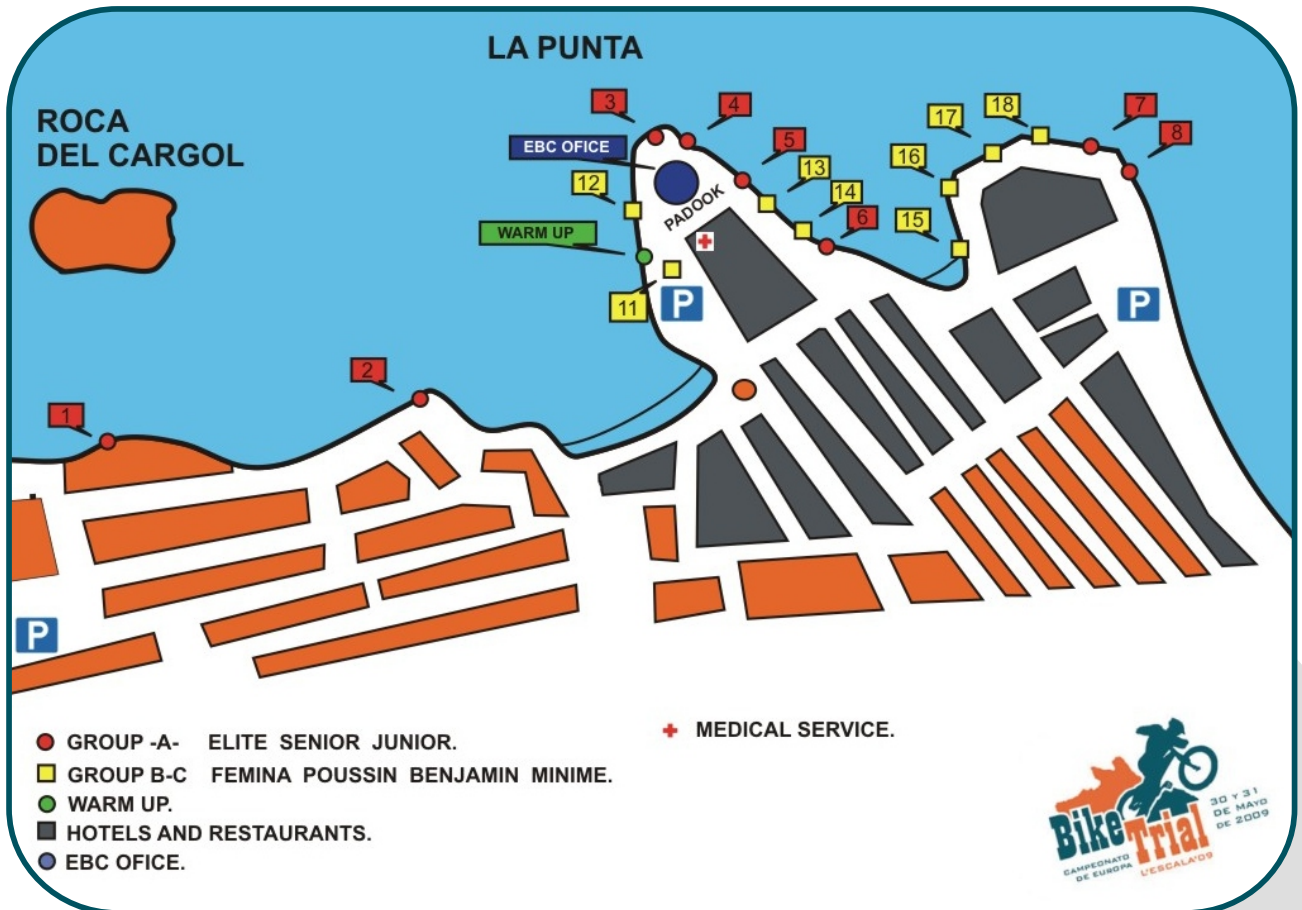 LA PUNTA
ROCA
DEL CARGOL
3
4
5
EBC OFICE
12
13
14
6
PADOOK
WARM UP
11
P
18
17
7
8
16
15
P
2
1
P
GROUP -A- ELITE SENIOR JUNIOR.
GROUP B-C FEMINA POUSSIN BENJAMIN MINIME.
WARM UP.
HOTELS AND RESTAURANTS.
EBC OFICE.
MEDICAL SERVICE.
Bike Trial
30 Y 31
DE MAYO
DE 2009
CAMPEONATO
DE EUROPA
L'ESCALA'09